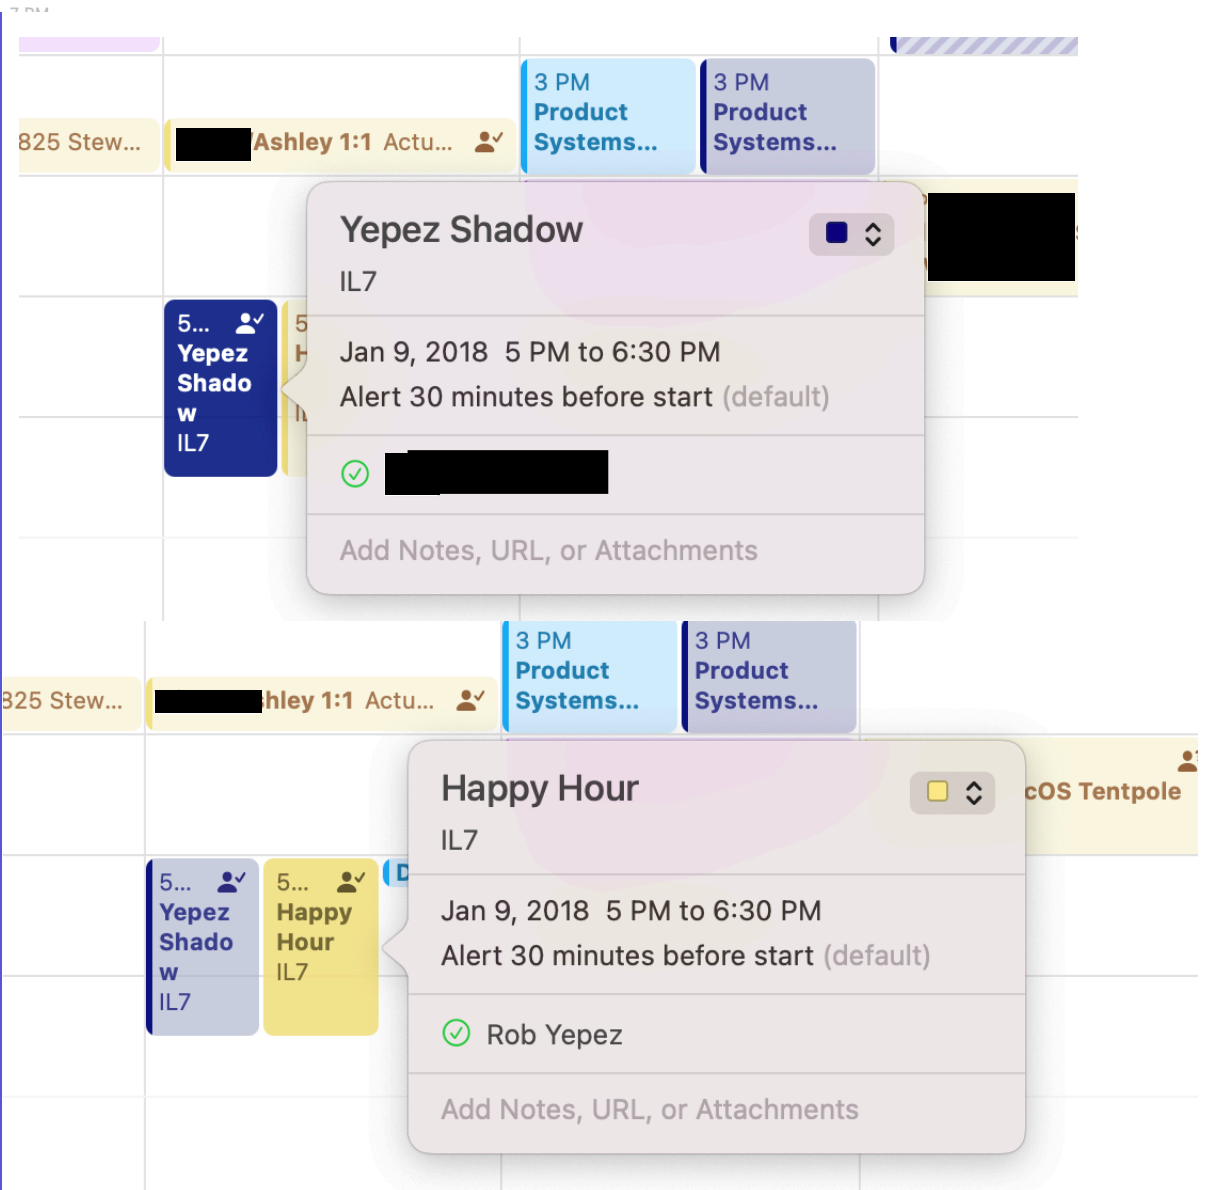 3 PM
Product
Systems...
3 PM
Product
Systems...
825 Stew...
/Ashley 1:1 Actu...
Yepez Shadow
IL7
Jan 9, 2018 5 PM to 6:30 PM
Alert 30 minutes before start (default)
Add Notes, URL, or Attachments
5...
Yepez
Shado
w
IL7
5
H
3 PM
Product
Systems...
3 PM
Product
Systems...
825 Stew...
hley 1:1 Actu...
Happy Hour
IL7
Jan 9, 2018 5 PM to 6:30 PM
Alert 30 minutes before start (default)
Rob Yepez
Add Notes, URL, or Attachments
cOS Tentpole
5...
Yepez
Shado
w
IL7
5...
Happy
Hour
IL7
D